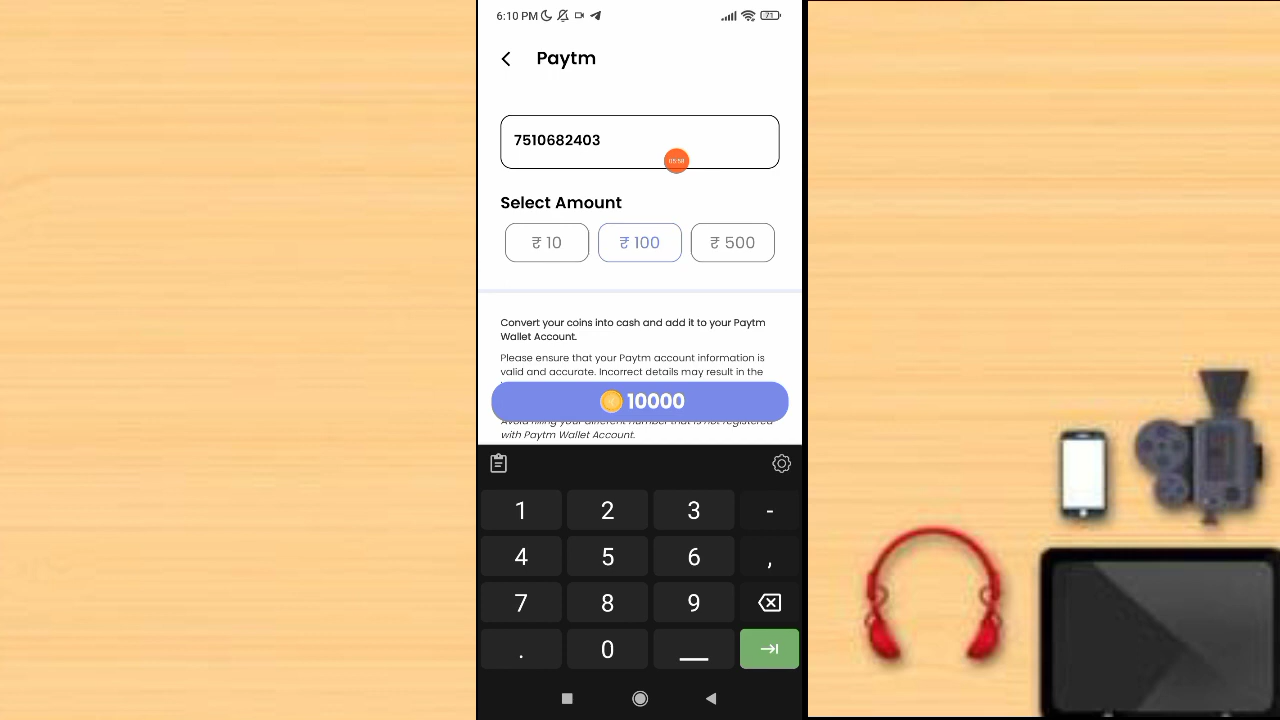 6:10 PM
71
Paytm
7510682403
05:58
Select Amount
₹ 10
₹ 100
₹ 500
Convert your coins into cash and add it to your Paytm
Wallet Account.
Please ensure that your Paytm account information is
valid and accurate. Incorrect details may result in the
10000
Avoid filling your different number that is not registered
with Paytm Wallet Account.
1 2 3 -
4 5 6 ,
7 8 9
. 0